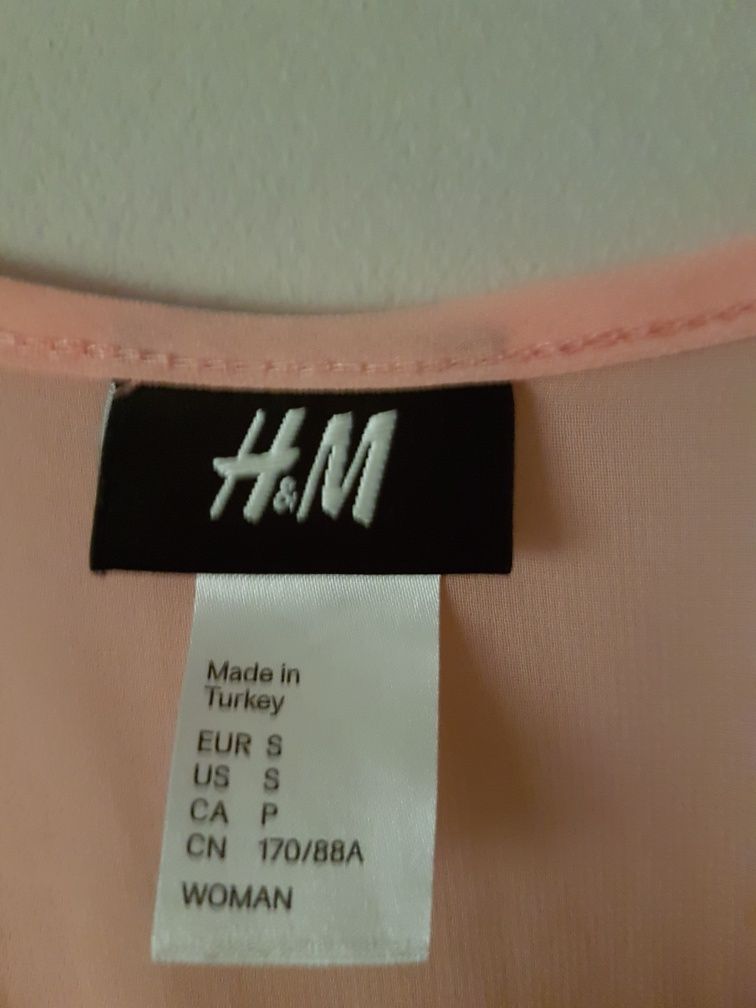 H&M
Made in
Turkey
EUR S
US S
CA P
CN 170/88A
WOMAN